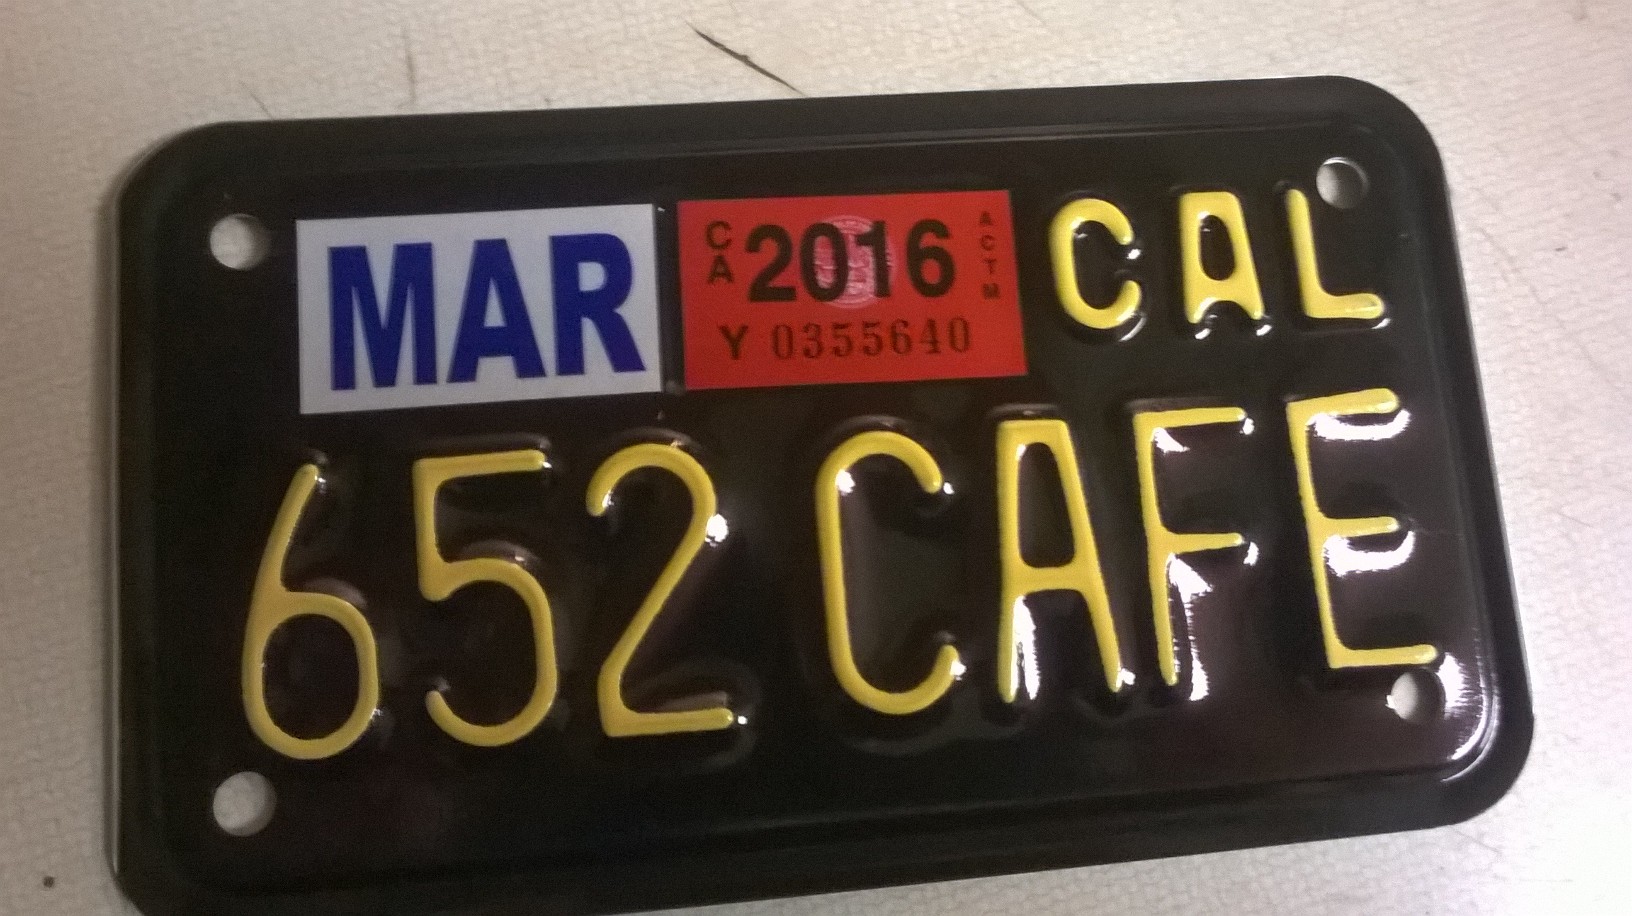 MAR
CA 2016 ACTM
Y 0355640
CAL
652 CAFE